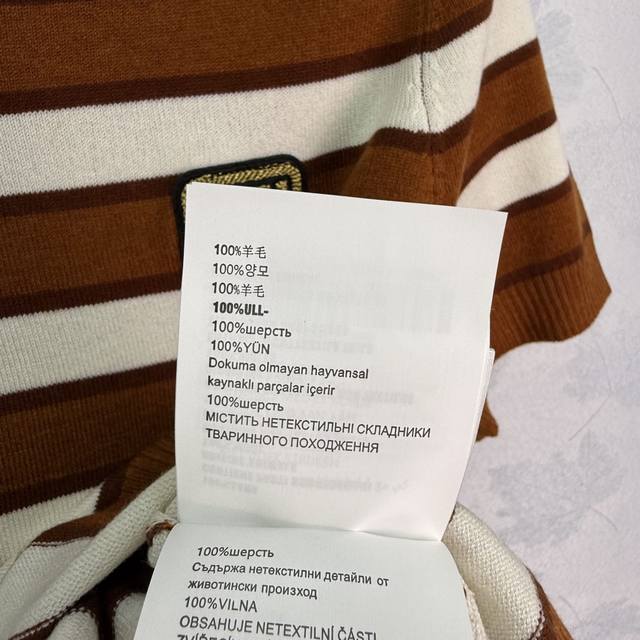 100%羊毛
100%양모
100%羊毛
100%ULL-
100%шерсть
100%YÜN
Dokuma olmayan hayvansal
kaynaklı parçalar içerir
100%шерсть
МІСТИТЬ НЕТЕКСТИЛЬНІ СКЛАДНИКИ
ТВАРИННОГО ПОХОДЖЕННЯ
100%шерсть
Съдържа нетекстилни детайли от
животински произход
100%VILNA
OBSAHUJE NETEXTILNÍ ČÁSTI